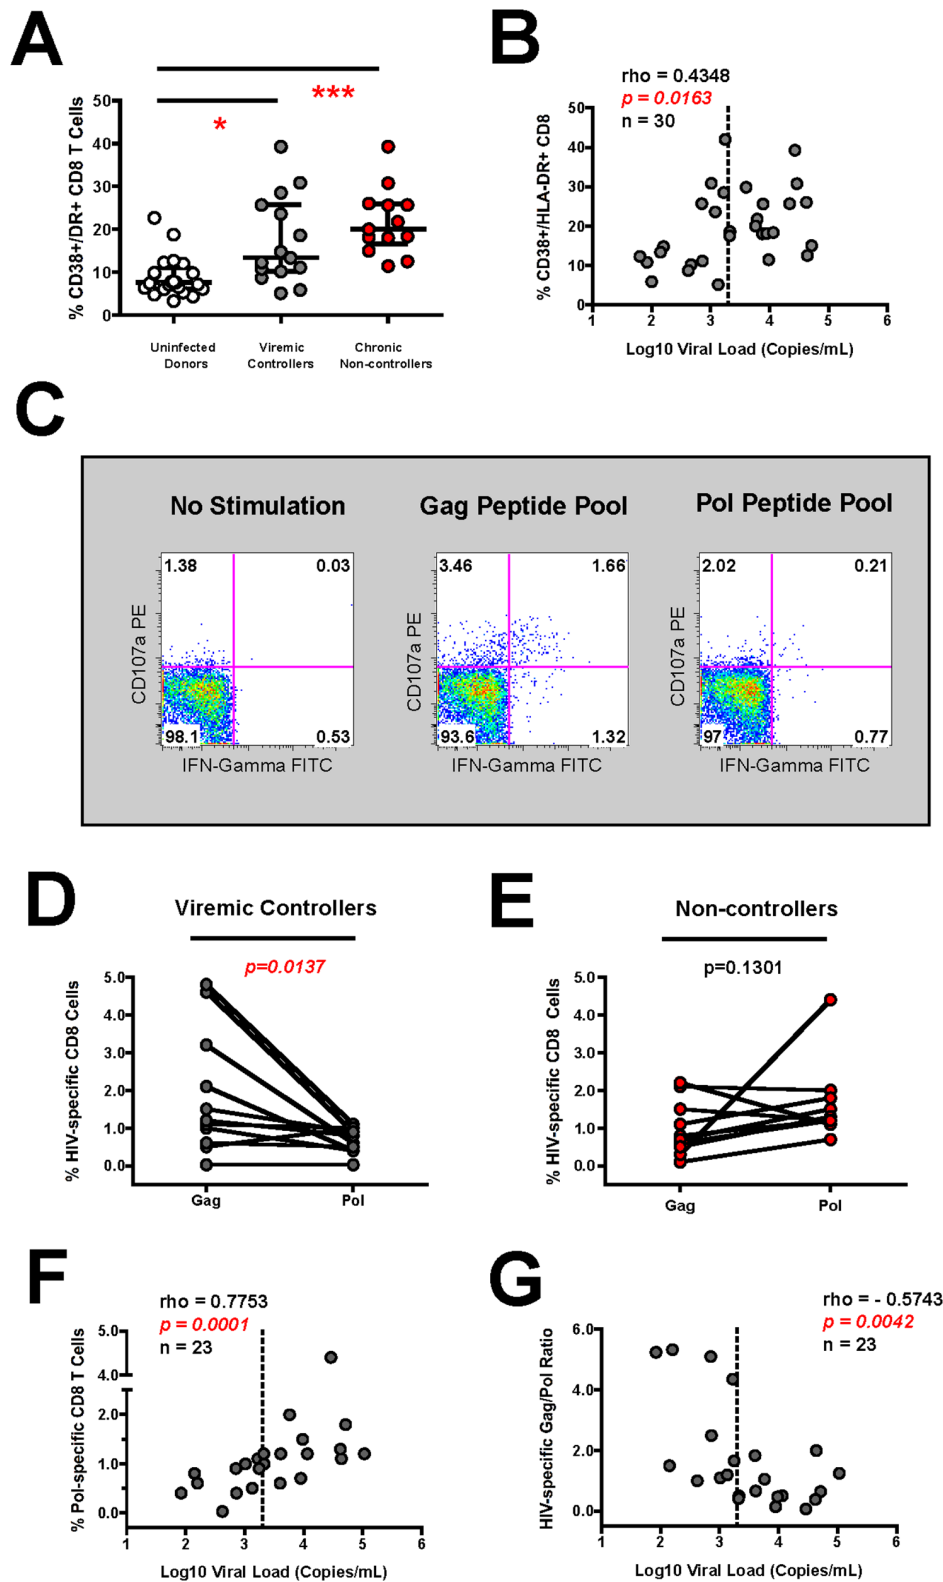 A
***
*
% CD38+/DR+ CD8 T Cells
50
40
30
20
10
0
Uninfected Donors
Viremic Controllers
Chronic Non-controllers
B
rho = 0.4348
p = 0.0163
n = 30
% CD38+/HLA-DR+ CD8
50
40
30
20
10
0
1 2 3 4 5 6
Log10 Viral Load (Copies/mL)
C
No Stimulation
1.38 0.03
98.1 0.53
CD107a PE
IFN-Gamma FITC
Gag Peptide Pool
3.46 1.66
93.6 1.32
CD107a PE
IFN-Gamma FITC
Pol Peptide Pool
2.02 0.21
97 0.77
CD107a PE
IFN-Gamma FITC
D
Viremic Controllers
p=0.0137
% HIV-specific CD8 Cells
5.0
4.0
3.0
2.0
1.0
0.0
Gag Pol
E
Non-controllers
p=0.1301
% HIV-specific CD8 Cells
5.0
4.0
3.0
2.0
1.0
0.0
Gag Pol
F
rho = 0.7753
p = 0.0001
n = 23
% Pol-specific CD8 T Cells
5.0
4.0
2.0
1.0
0.0
1 2 3 4 5 6
Log10 Viral Load (Copies/mL)
G
rho = - 0.5743
p = 0.0042
n = 23
HIV-specific Gag/Pol Ratio
6.0
4.0
2.0
0.0
1 2 3 4 5 6
Log10 Viral Load (Copies/mL)